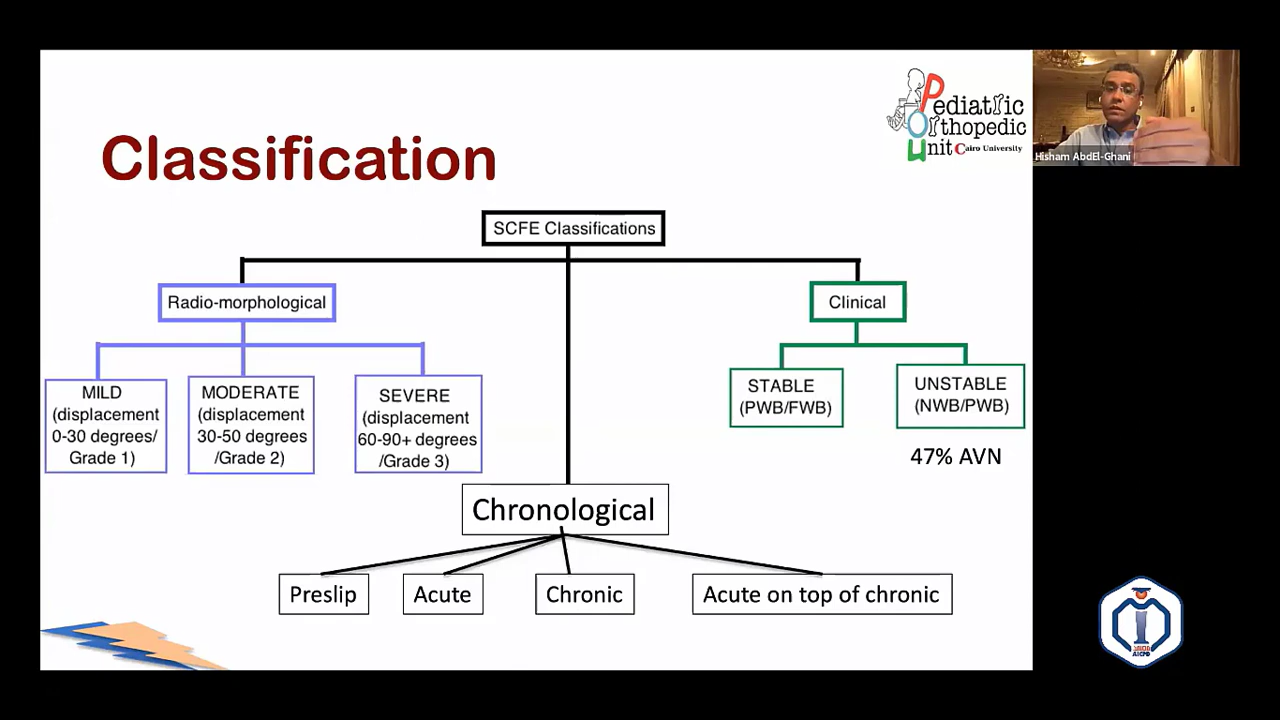 Classification
Pediatric
Orthopedic
Unit Cairo University
Hisham AbdEl-Ghani
SCFE Classifications
Radio-morphological
Clinical
MILD
(displacement
0-30 degrees/
Grade 1)
MODERATE
(displacement
30-50 degrees
/Grade 2)
SEVERE
(displacement
60-90+ degrees
/Grade 3)
STABLE
(PWB/FWB)
UNSTABLE
(NWB/PWB)
47% AVN
Chronological
Preslip
Acute
Chronic
Acute on top of chronic